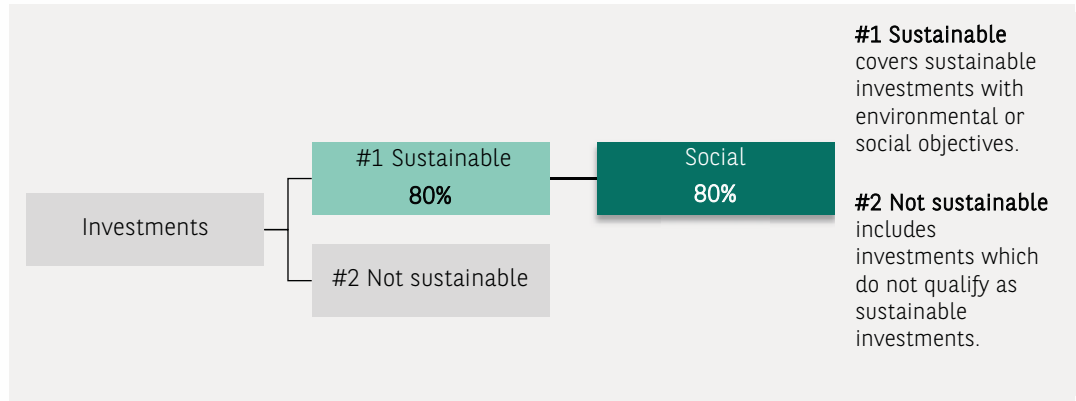 Investments
#1 Sustainable
80%
#2 Not sustainable
Social
80%
#1 Sustainable
covers sustainable
investments with
environmental or
social objectives.
#2 Not sustainable
includes
investments which
do not qualify as
sustainable
investments.